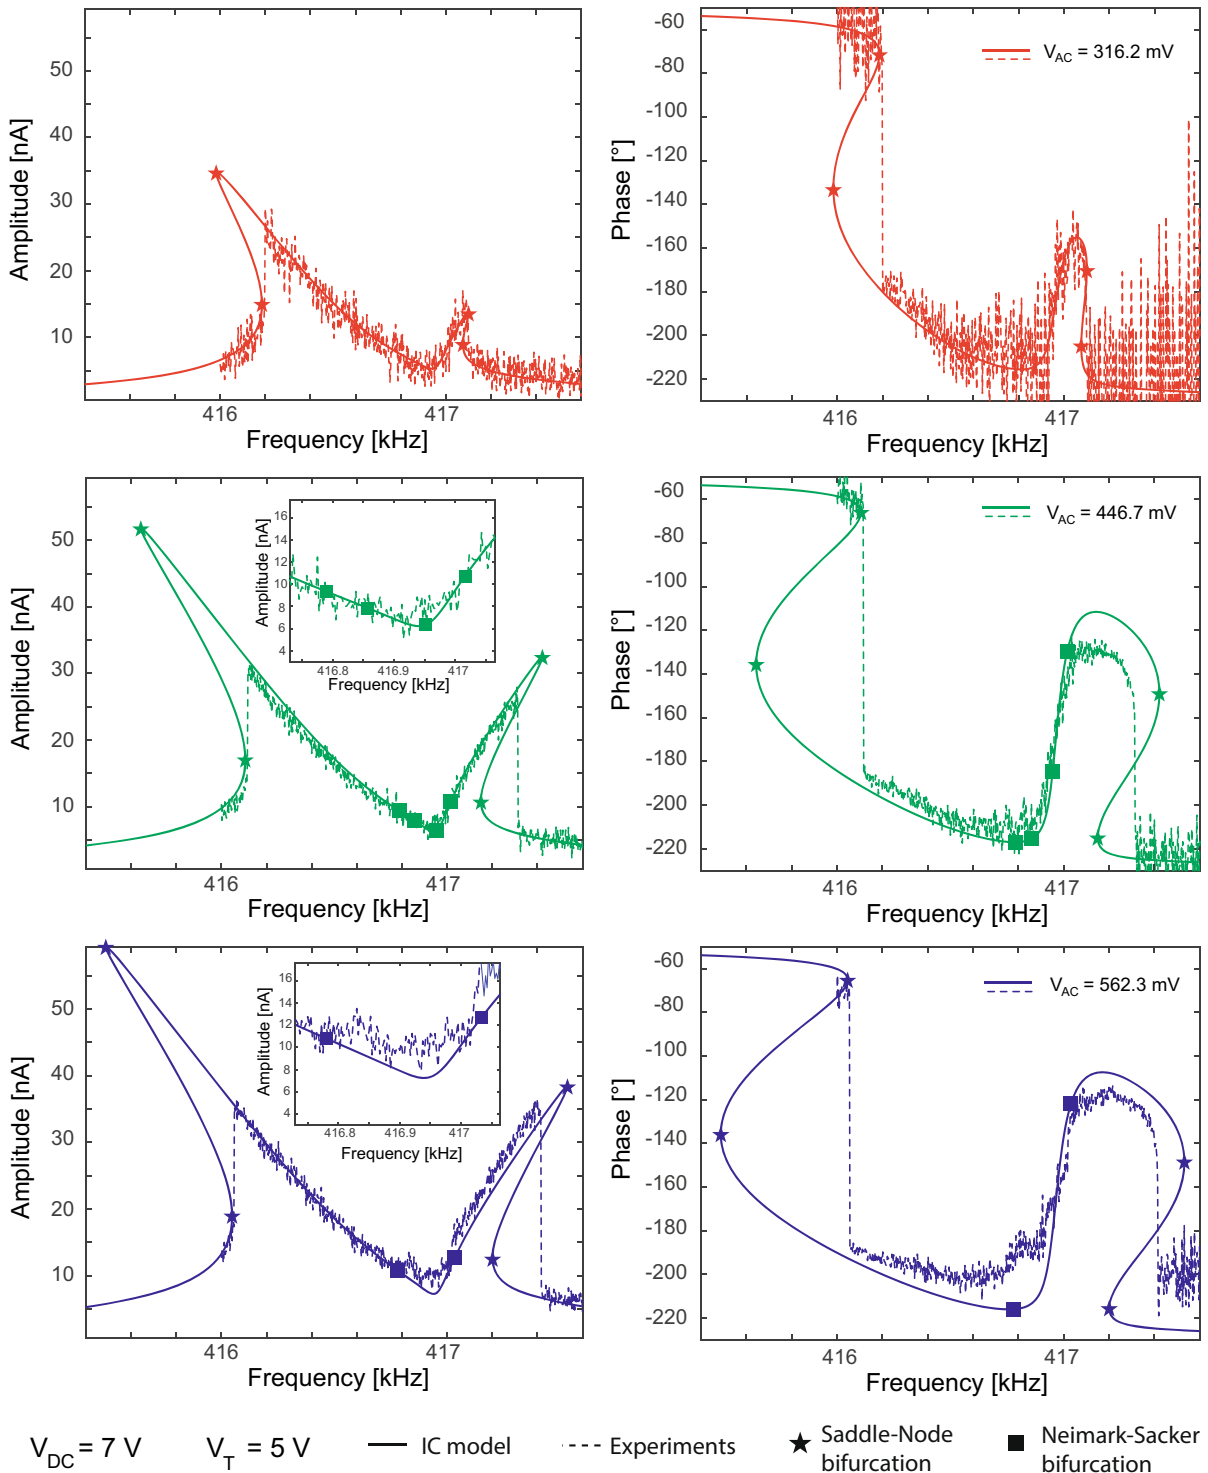 50
40
30
20
10
Amplitude [nA]
416
417
Frequency [kHz]
-60
-80
-100
-120
-140
-160
-180
-200
-220
Phase [°]
V_AC = 316.2 mV
416
417
Frequency [kHz]
50
40
30
20
10
Amplitude [nA]
16
14
12
10
8
6
4
Amplitude [nA]
416.8
416.9
417
Frequency [kHz]
416
417
Frequency [kHz]
-60
-80
-100
-120
-140
-160
-180
-200
-220
Phase [°]
V_AC = 446.7 mV
416
417
Frequency [kHz]
50
40
30
20
10
Amplitude [nA]
16
14
12
10
8
6
4
Amplitude [nA]
416.8
416.9
417
Frequency [kHz]
416
417
Frequency [kHz]
-60
-80
-100
-120
-140
-160
-180
-200
-220
Phase [°]
V_AC = 562.3 mV
416
417
Frequency [kHz]
V_DC = 7 V
V_T = 5 V
IC model
Experiments
Saddle-Node
bifurcation
Neimark-Sacker
bifurcation